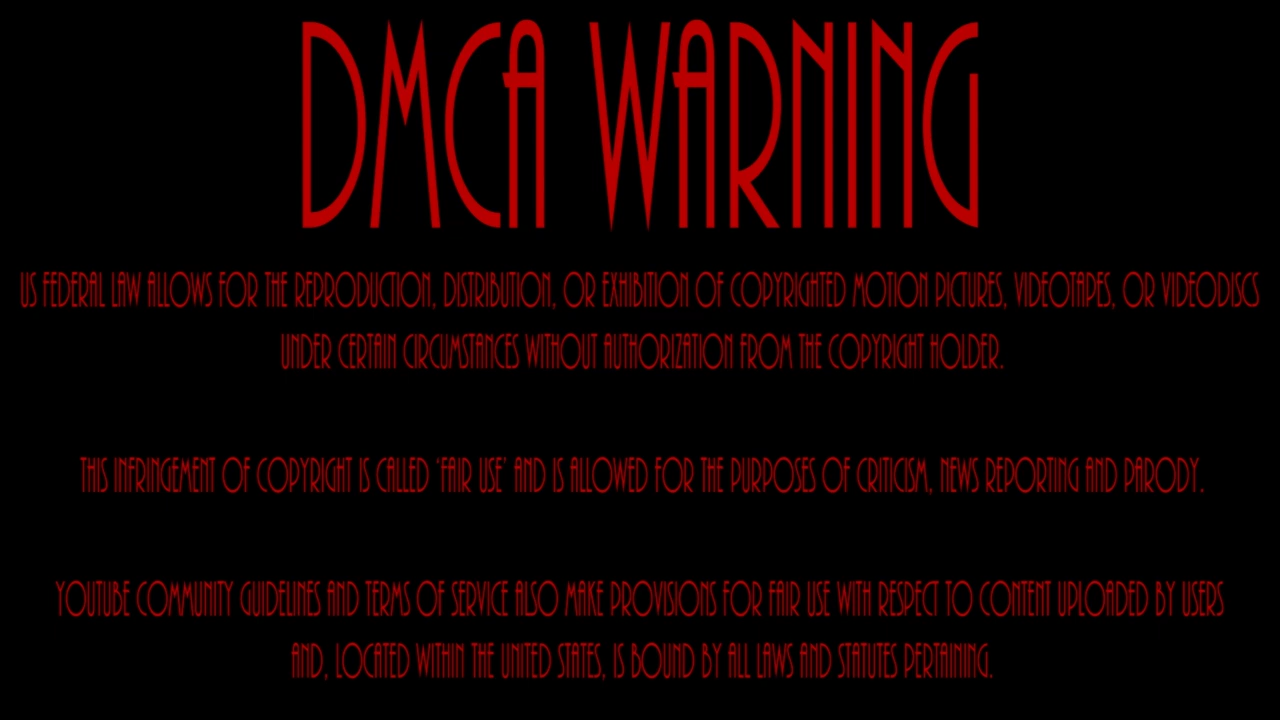 DMCA WARNING
US FEDERAL LAW ALLOWS FOR THE REPRODUCTION, DISTRIBUTION, OR EXHIBITION OF COPYRIGHTED MOTION PICTURES, VIDEOTAPES, OR VIDEODISCS
UNDER CERTAIN CIRCUMSTANCES WITHOUT AUTHORIZATION FROM THE COPYRIGHT HOLDER.
THIS INFRINGEMENT OF COPYRIGHT IS CALLED ‘FAIR USE’ AND IS ALLOWED FOR THE PURPOSES OF CRITICISM, NEWS REPORTING AND PARODY.
YOUTUBE COMMUNITY GUIDELINES AND TERMS OF SERVICE ALSO MAKE PROVISIONS FOR FAIR USE WITH RESPECT TO CONTENT UPLOADED BY USERS
AND, LOCATED WITHIN THE UNITED STATES, IS BOUND BY ALL LAWS AND STATUTES PERTAINING.